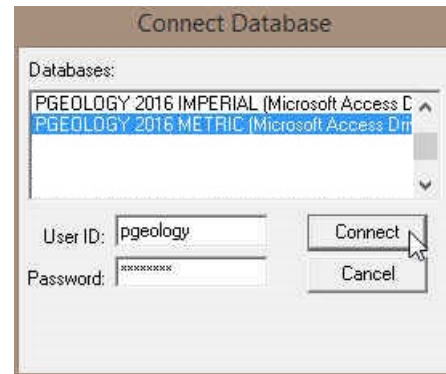 Connect Database
Databases:
PGEOLOGY 2016 IMPERIAL (Microsoft Access D
PGEOLOGY 2016 METRIC (Microsoft Access Dri
User ID: pgeology
Connect
Password: ××××××××
Cancel